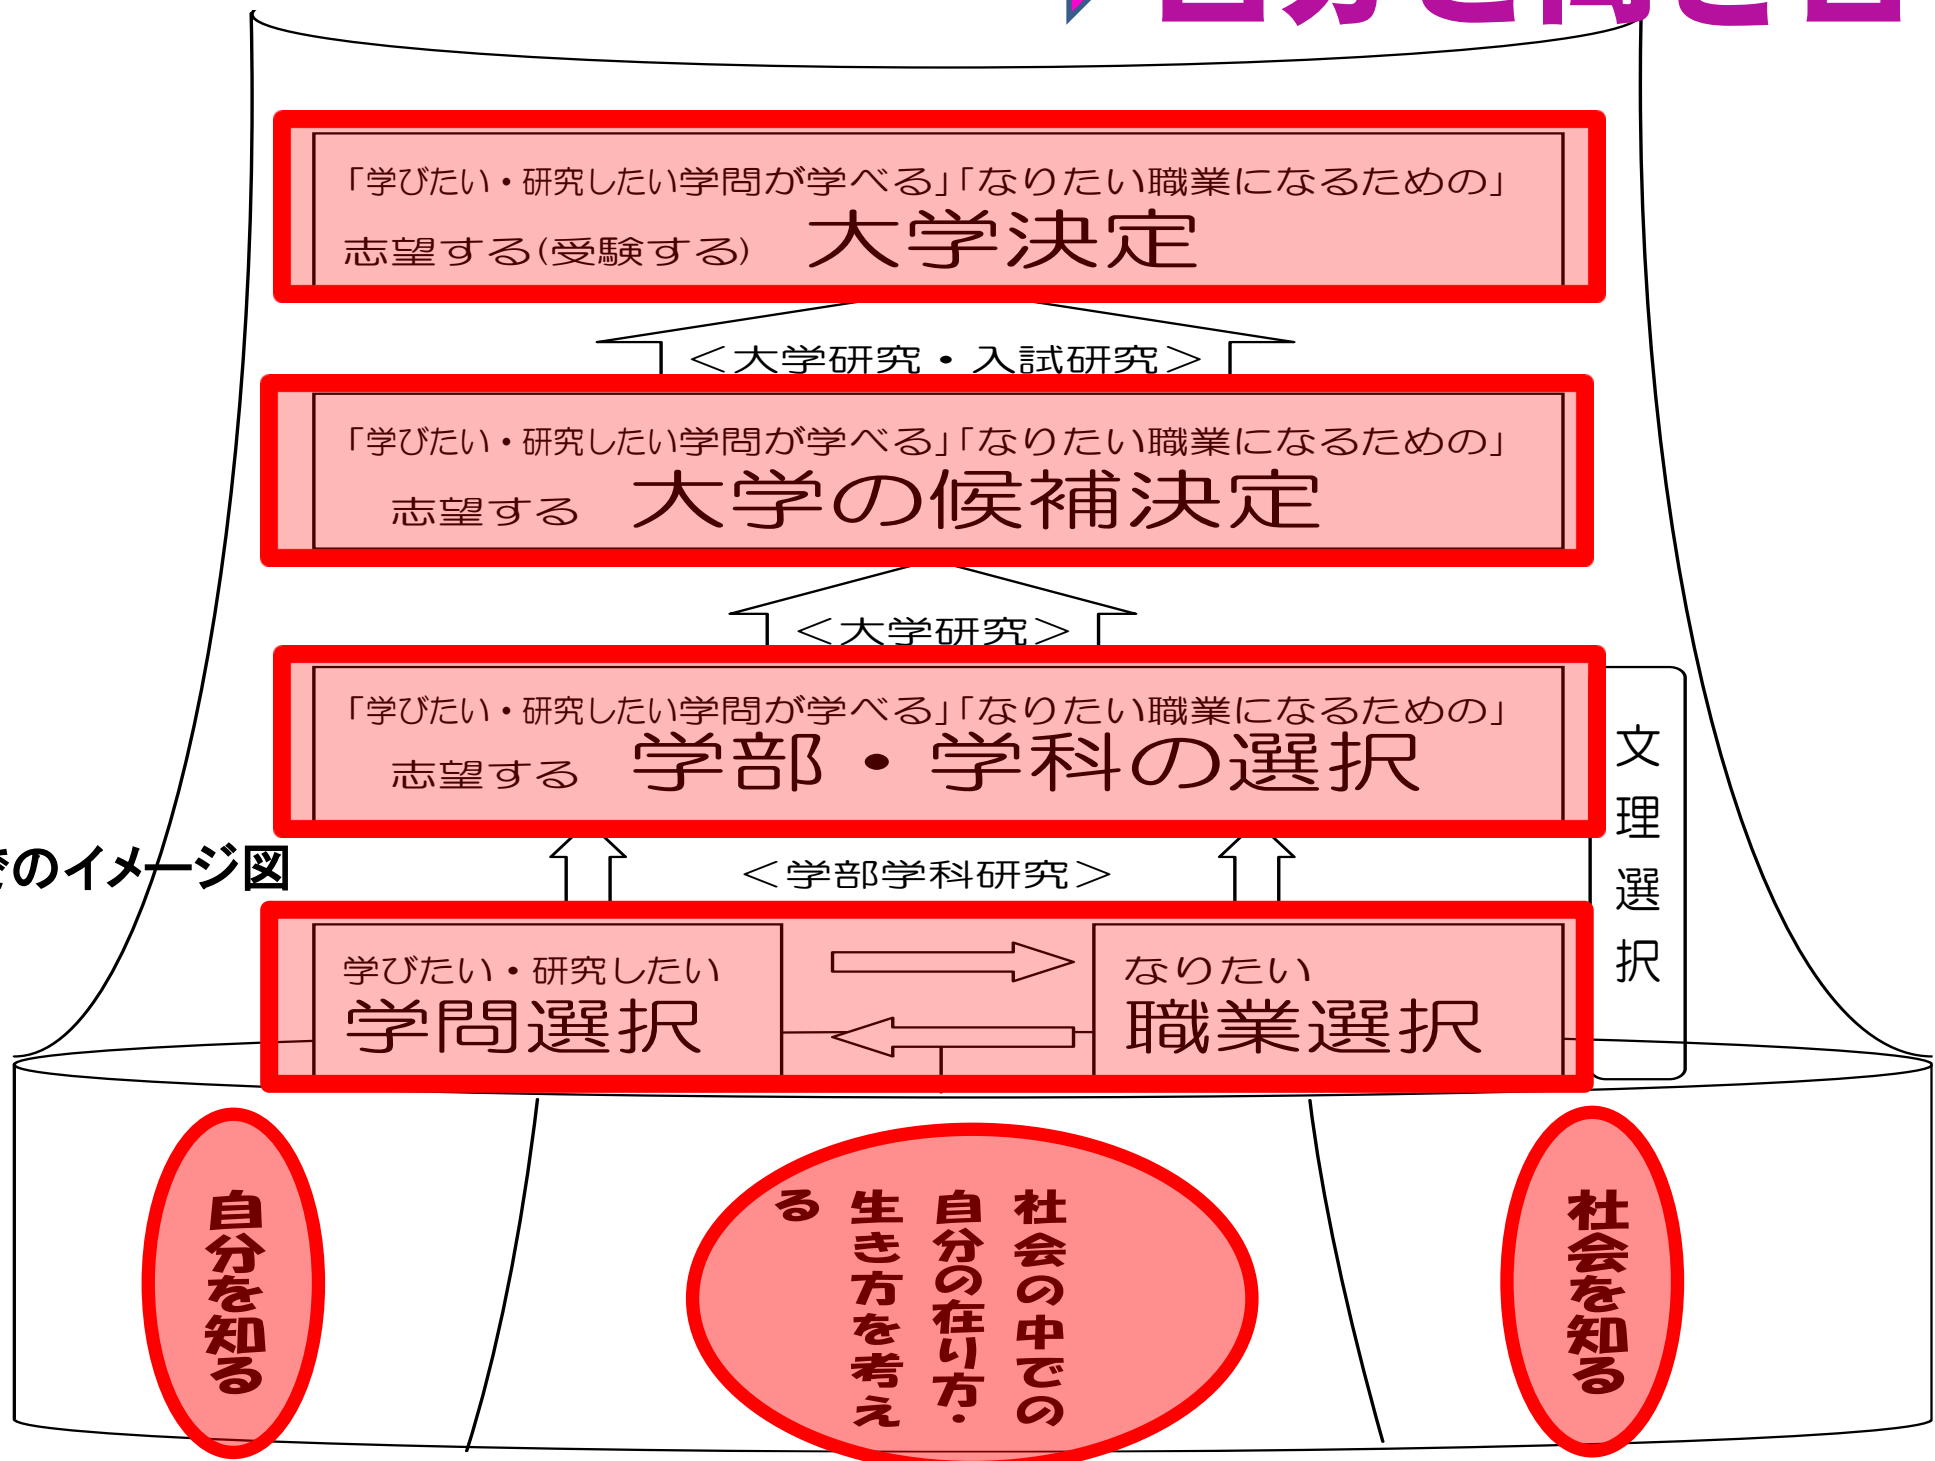 「学びたい・研究したい学問が学べる」「なりたい職業になるための」
志望する(受験する) 大学決定
＜大学研究・入試研究＞
「学びたい・研究したい学問が学べる」「なりたい職業になるための」
志望する 大学の候補決定
＜大学研究＞
「学びたい・研究したい学問が学べる」「なりたい職業になるための」
志望する 学部・学科の選択
文理選択
のイメージ図
＜学部学科研究＞
学びたい・研究したい
学問選択
なりたい
職業選択
自分を知る
社会の中での
自分の在り方・
生き方を考え
る
社会を知る